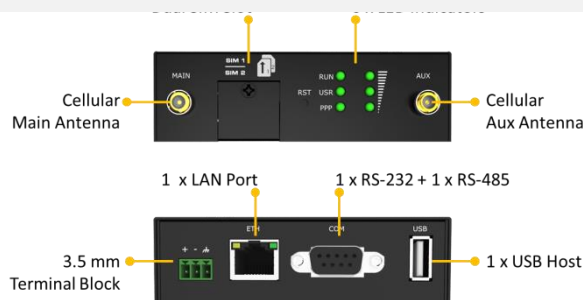 SIM 1
SIM 2
MAIN
RUN
AUX
RST USR
PPP
Cellular
Main Antenna
Cellular
Aux Antenna
1 x LAN Port
1 x RS-232 + 1 x RS-485
ETH
COM
USB
+ -
3.5 mm
Terminal Block
1 x USB Host